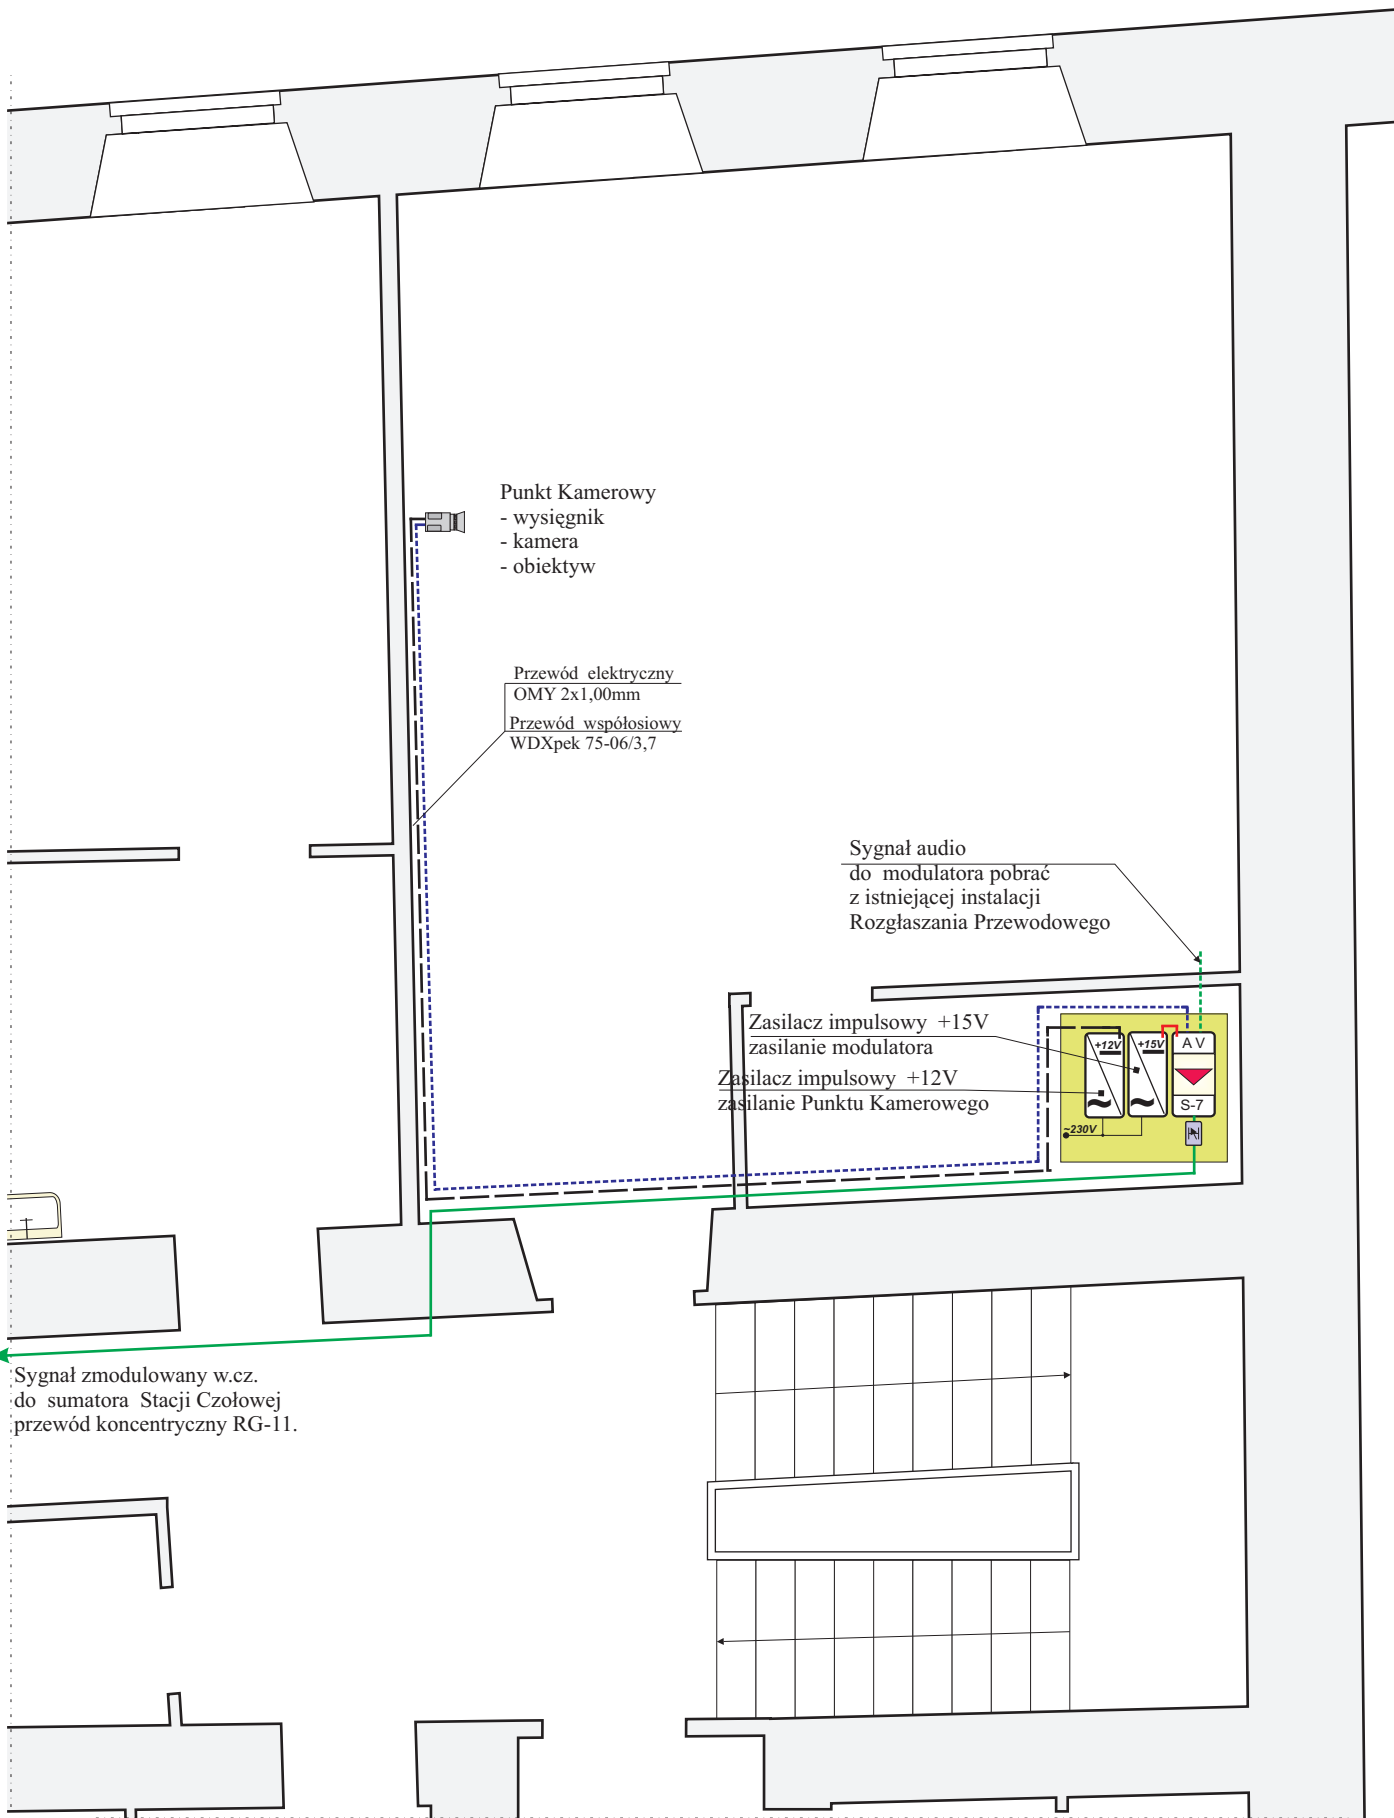 Punkt Kamerowy
- wysięgnik
- kamera
- obiektyw
Przewód elektryczny
OMY 2x1,00mm
Przewód współosiowy
WDXpek 75-06/3,7
Sygnał audio
do modulatora pobrać
z istniejącej instalacji
Rozgłaszania Przewodowego
Zasilacz impulsowy +15V
zasilanie modulatora
Zasilacz impulsowy +12V
zasilanie Punktu Kamerowego
+12V
+15V
A V
S-7
~230V
Sygnał zmodulowany w.cz.
do sumatora Stacji Czołowej
przewód koncentryczny RG-11.